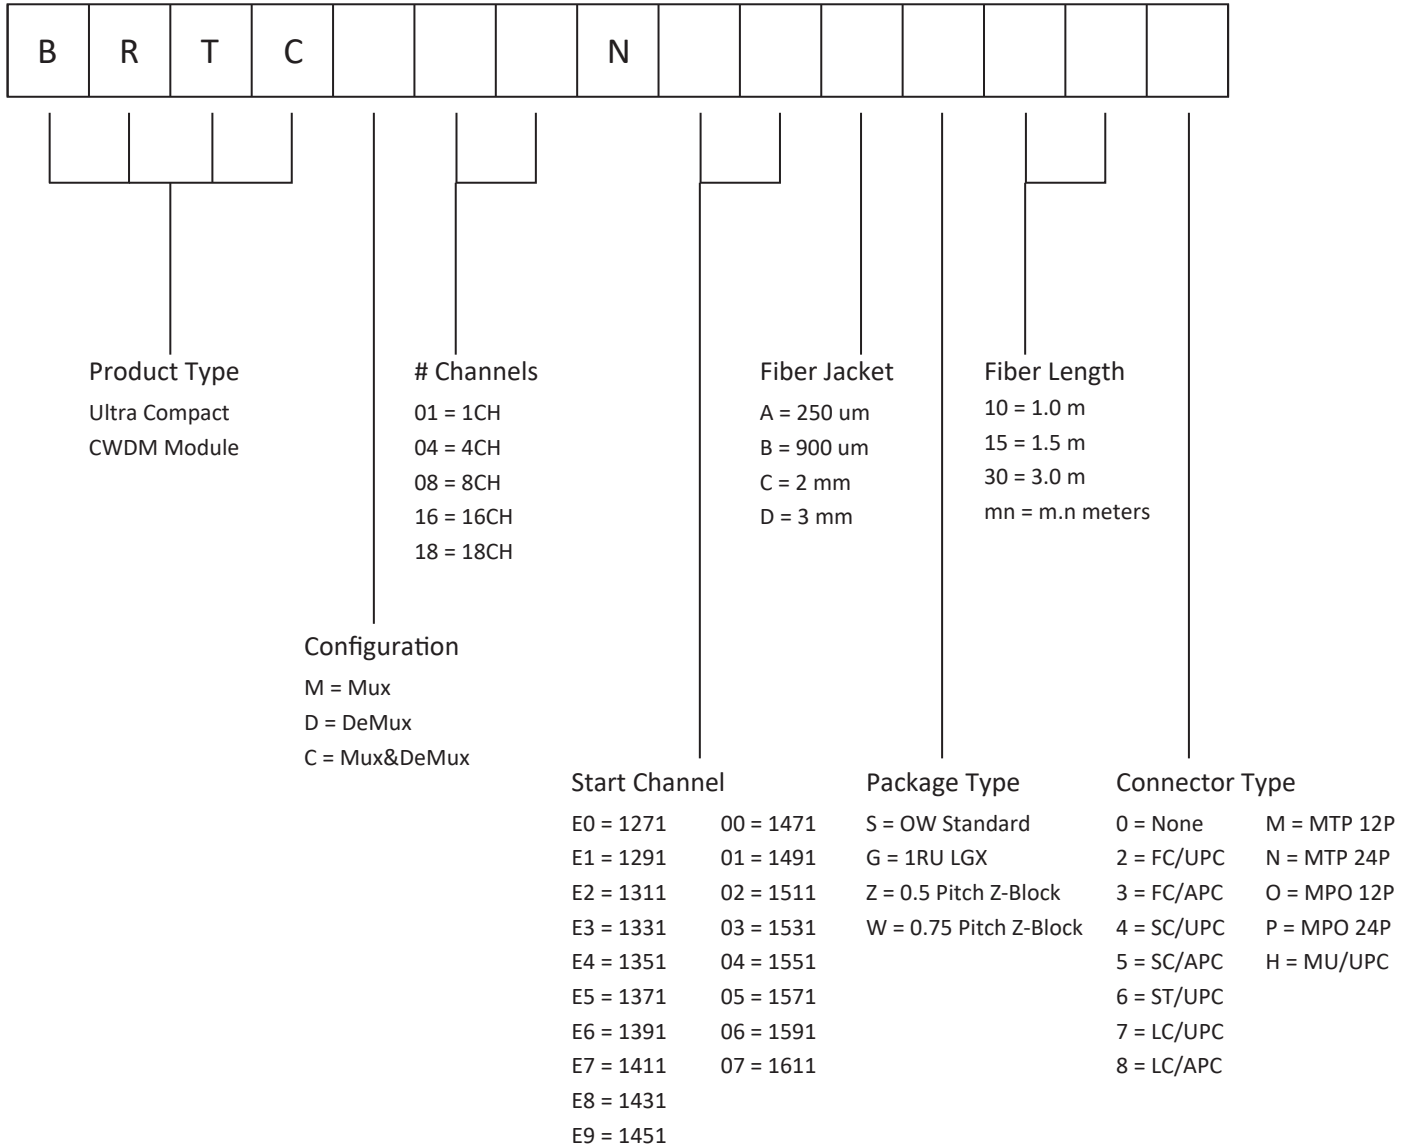 B R T C N
Product Type
Ultra Compact
CWDM Module
# Channels
01 = 1CH
04 = 4CH
08 = 8CH
16 = 16CH
18 = 18CH
Fiber Jacket
A = 250 um
B = 900 um
C = 2 mm
D = 3 mm
Fiber Length
10 = 1.0 m
15 = 1.5 m
30 = 3.0 m
mn = m.n meters
Configuration
M = Mux
D = DeMux
C = Mux&DeMux
Start Channel
E0 = 1271
E1 = 1291
E2 = 1311
E3 = 1331
E4 = 1351
E5 = 1371
E6 = 1391
E7 = 1411
E8 = 1431
E9 = 1451
00 = 1471
01 = 1491
02 = 1511
03 = 1531
04 = 1551
05 = 1571
06 = 1591
07 = 1611
Package Type
S = OW Standard
G = 1RU LGX
Z = 0.5 Pitch Z-Block
W = 0.75 Pitch Z-Block
Connector Type
0 = None
2 = FC/UPC
3 = FC/APC
4 = SC/UPC
5 = SC/APC
6 = ST/UPC
7 = LC/UPC
8 = LC/APC
M = MTP 12P
N = MTP 24P
O = MPO 12P
P = MPO 24P
H = MU/UPC